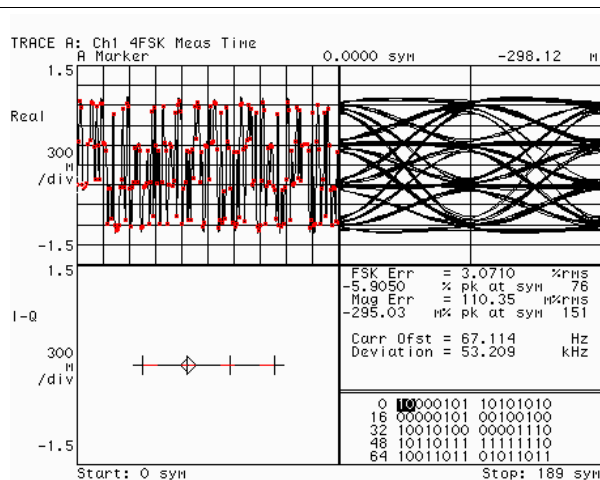 TRACE A: Ch1 4FSK Meas Time
A Marker 0.0000 sym -298.12 m
1.5
Real
300
m
/div
-1.5
1.5
I-Q
300
m
/div
-1.5
Start: 0 sym Stop: 189 sym
FSK Err = 3.0710 %rms
-5.9050 % pk at sym 76
Mag Err = 110.35 m%rms
-295.03 m% pk at sym 151
Carr Ofst = 67.114 Hz
Deviation = 53.209 kHz
0 10000101 10101010
16 00000101 00100100
32 10010100 00001110
48 10110111 11111110
64 10011011 01011011